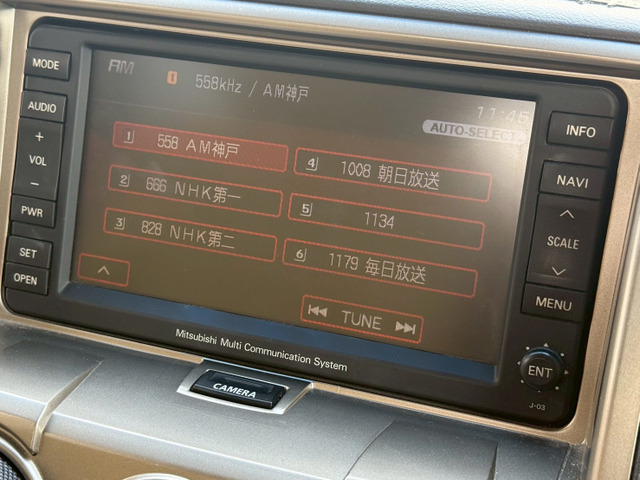 MODE
AUDIO
+
VOL
−
PWR
SET
OPEN
AM
1 558kHz / AM神戸
11:45
AUTO-SELECT
1 558 AM神戸
2 666 NHK第一
3 828 NHK第二
4 1008 朝日放送
5 1134
6 1179 毎日放送
TUNE
INFO
NAVI
SCALE
MENU
ENT
J-03
Mitsubishi Multi Communication System
CAMERA